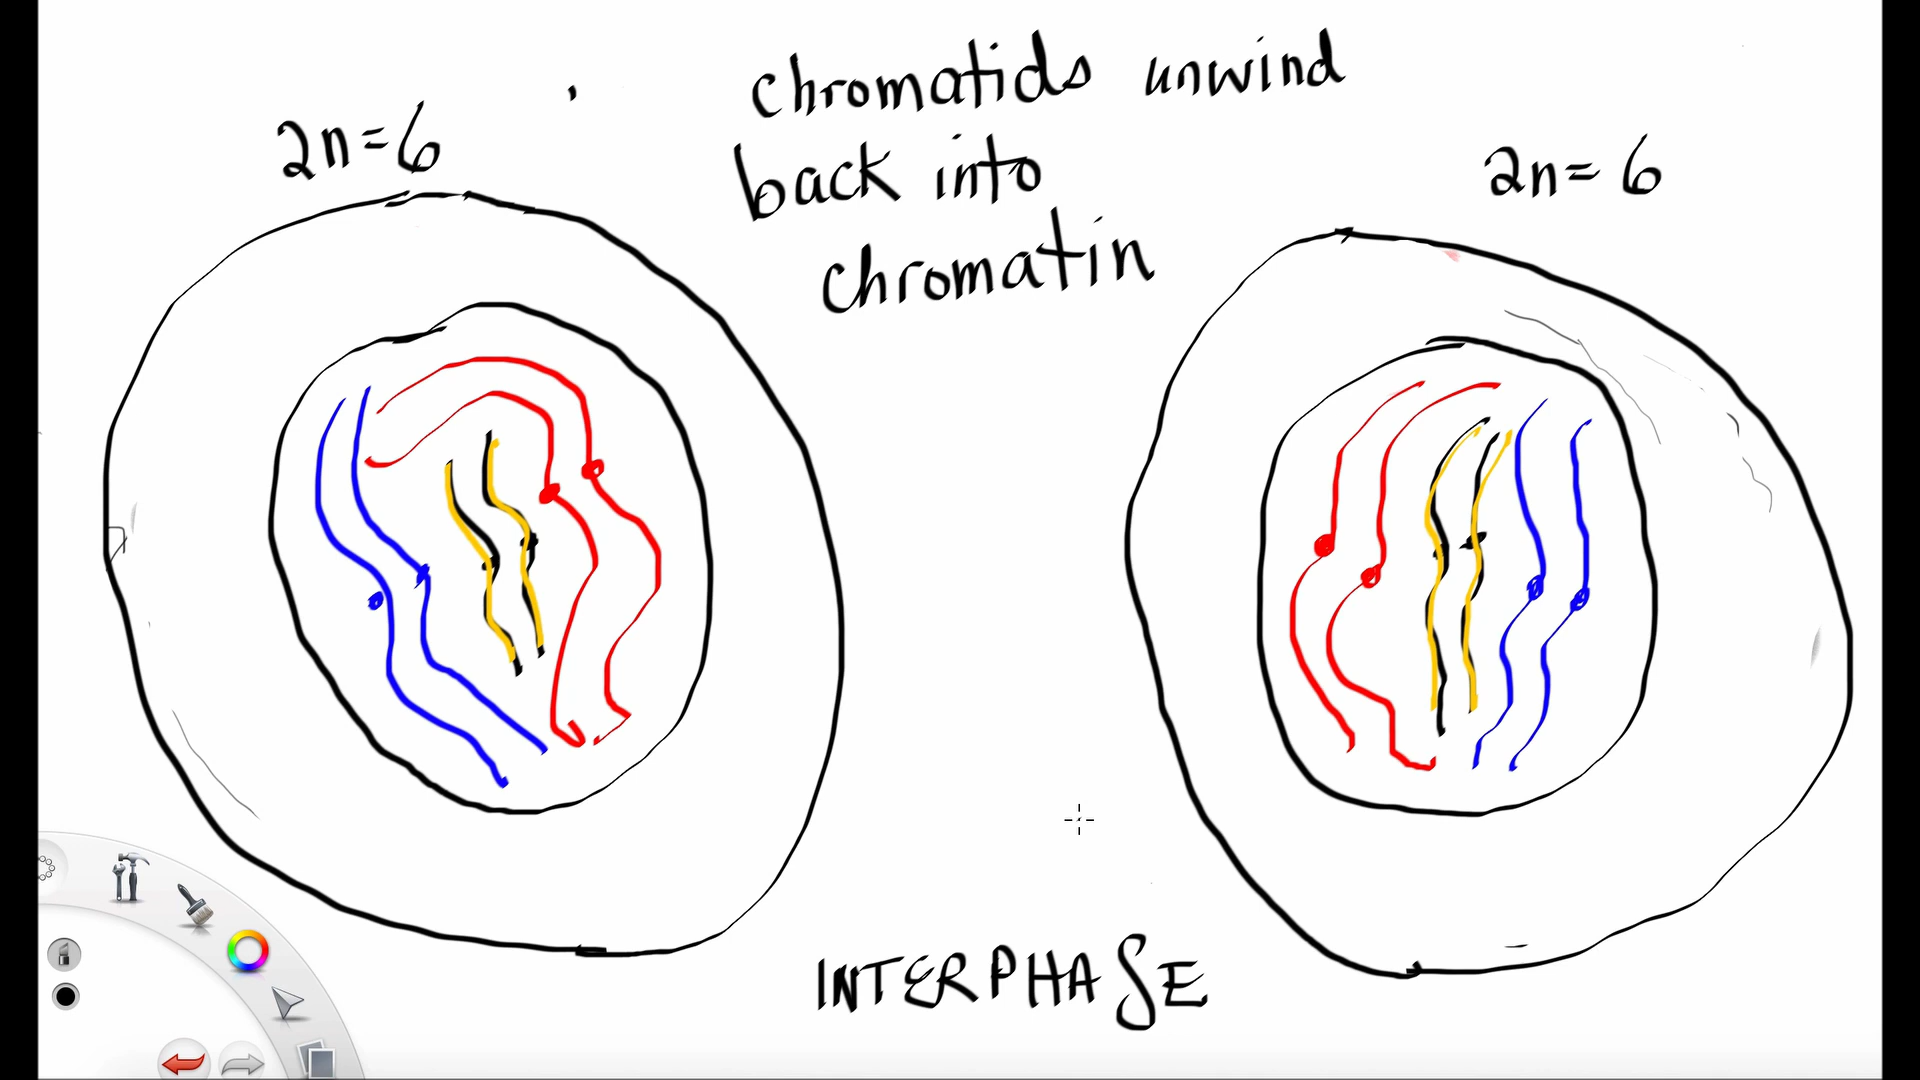 2n=6
chromatids unwind
back into
chromatin
2n=6
INTERPHASE